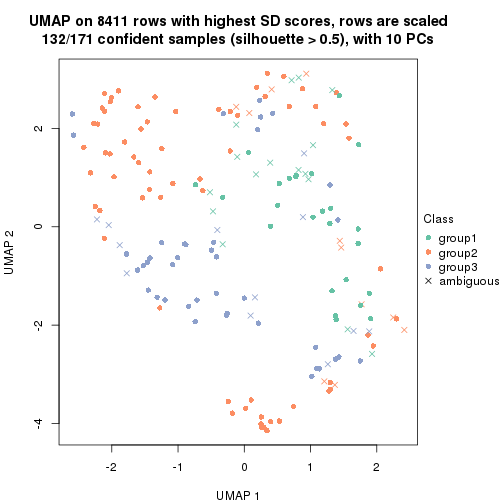 UMAP on 8411 rows with highest SD scores, rows are scaled
132/171 confident samples (silhouette > 0.5), with 10 PCs
2
0
-2
-4
UMAP 2
-2
-1
0
1
2
UMAP 1
Class
group1
group2
group3
ambiguous